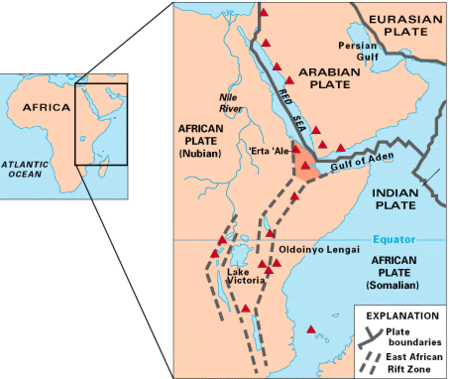 AFRICA
ATLANTIC
OCEAN
EURASIAN
PLATE
Persian
Gulf
ARABIAN
PLATE
Nile
River
RED SEA
AFRICAN
PLATE
(Nubian)
'Erta 'Ale
Gulf of Aden
INDIAN
PLATE
Equator
Oldoinyo Lengai
AFRICAN
PLATE
(Somalian)
Lake
Victoria
EXPLANATION
Plate
boundaries
East African
Rift Zone